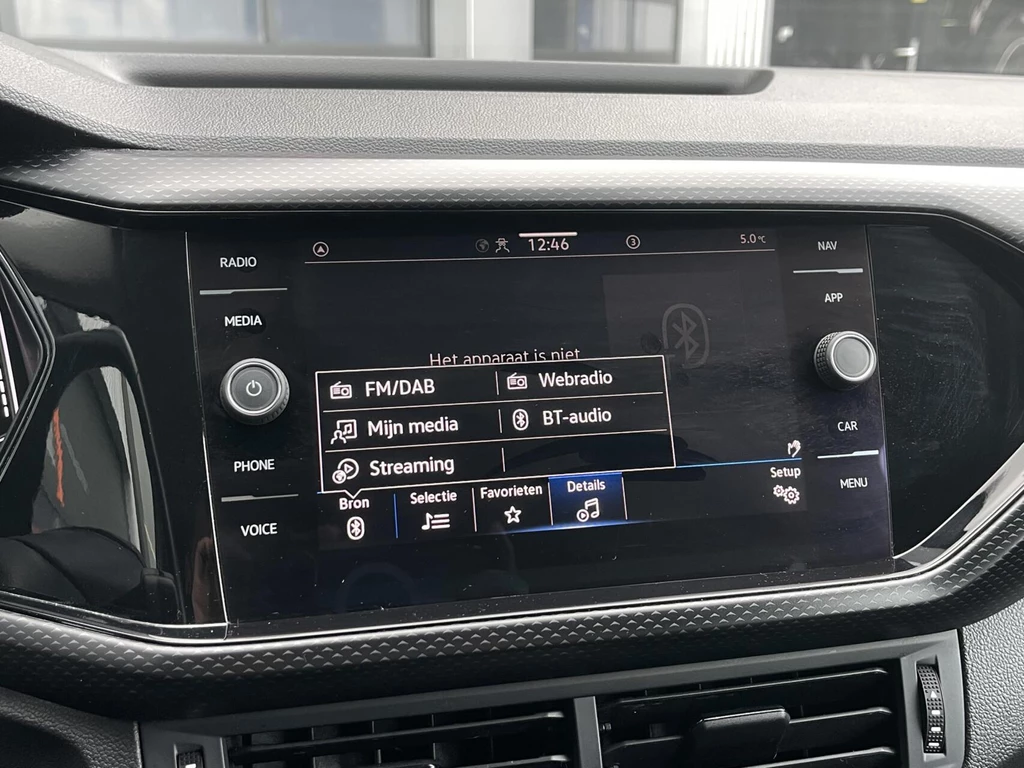 12:46
3
5.0°C
RADIO
MEDIA
PHONE
VOICE
NAV
APP
CAR
MENU
Het apparaat is niet
FM/DAB
Webradio
Mijn media
BT-audio
Streaming
Bron
Selectie
Favorieten
Details
Setup